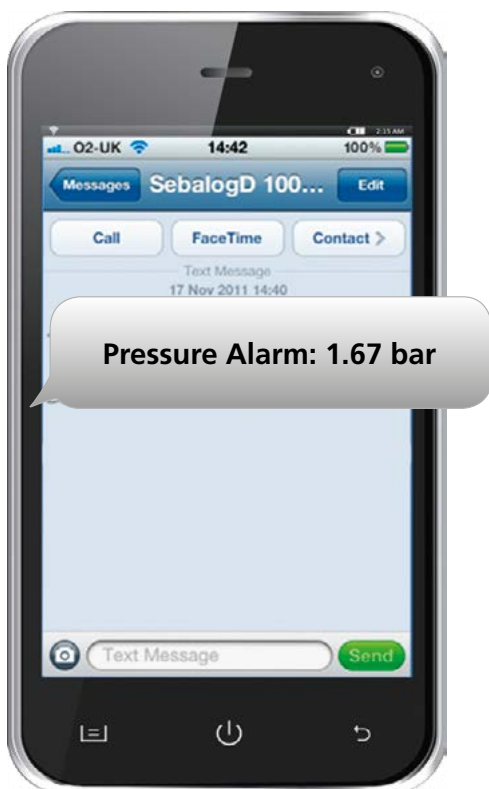 2:15 AM
O2-UK 14:42 100%
Messages SebalogD 100... Edit
Call FaceTime Contact >
Text Message
17 Nov 2011 14:40
Pressure Alarm: 1.67 bar
Text Message Send